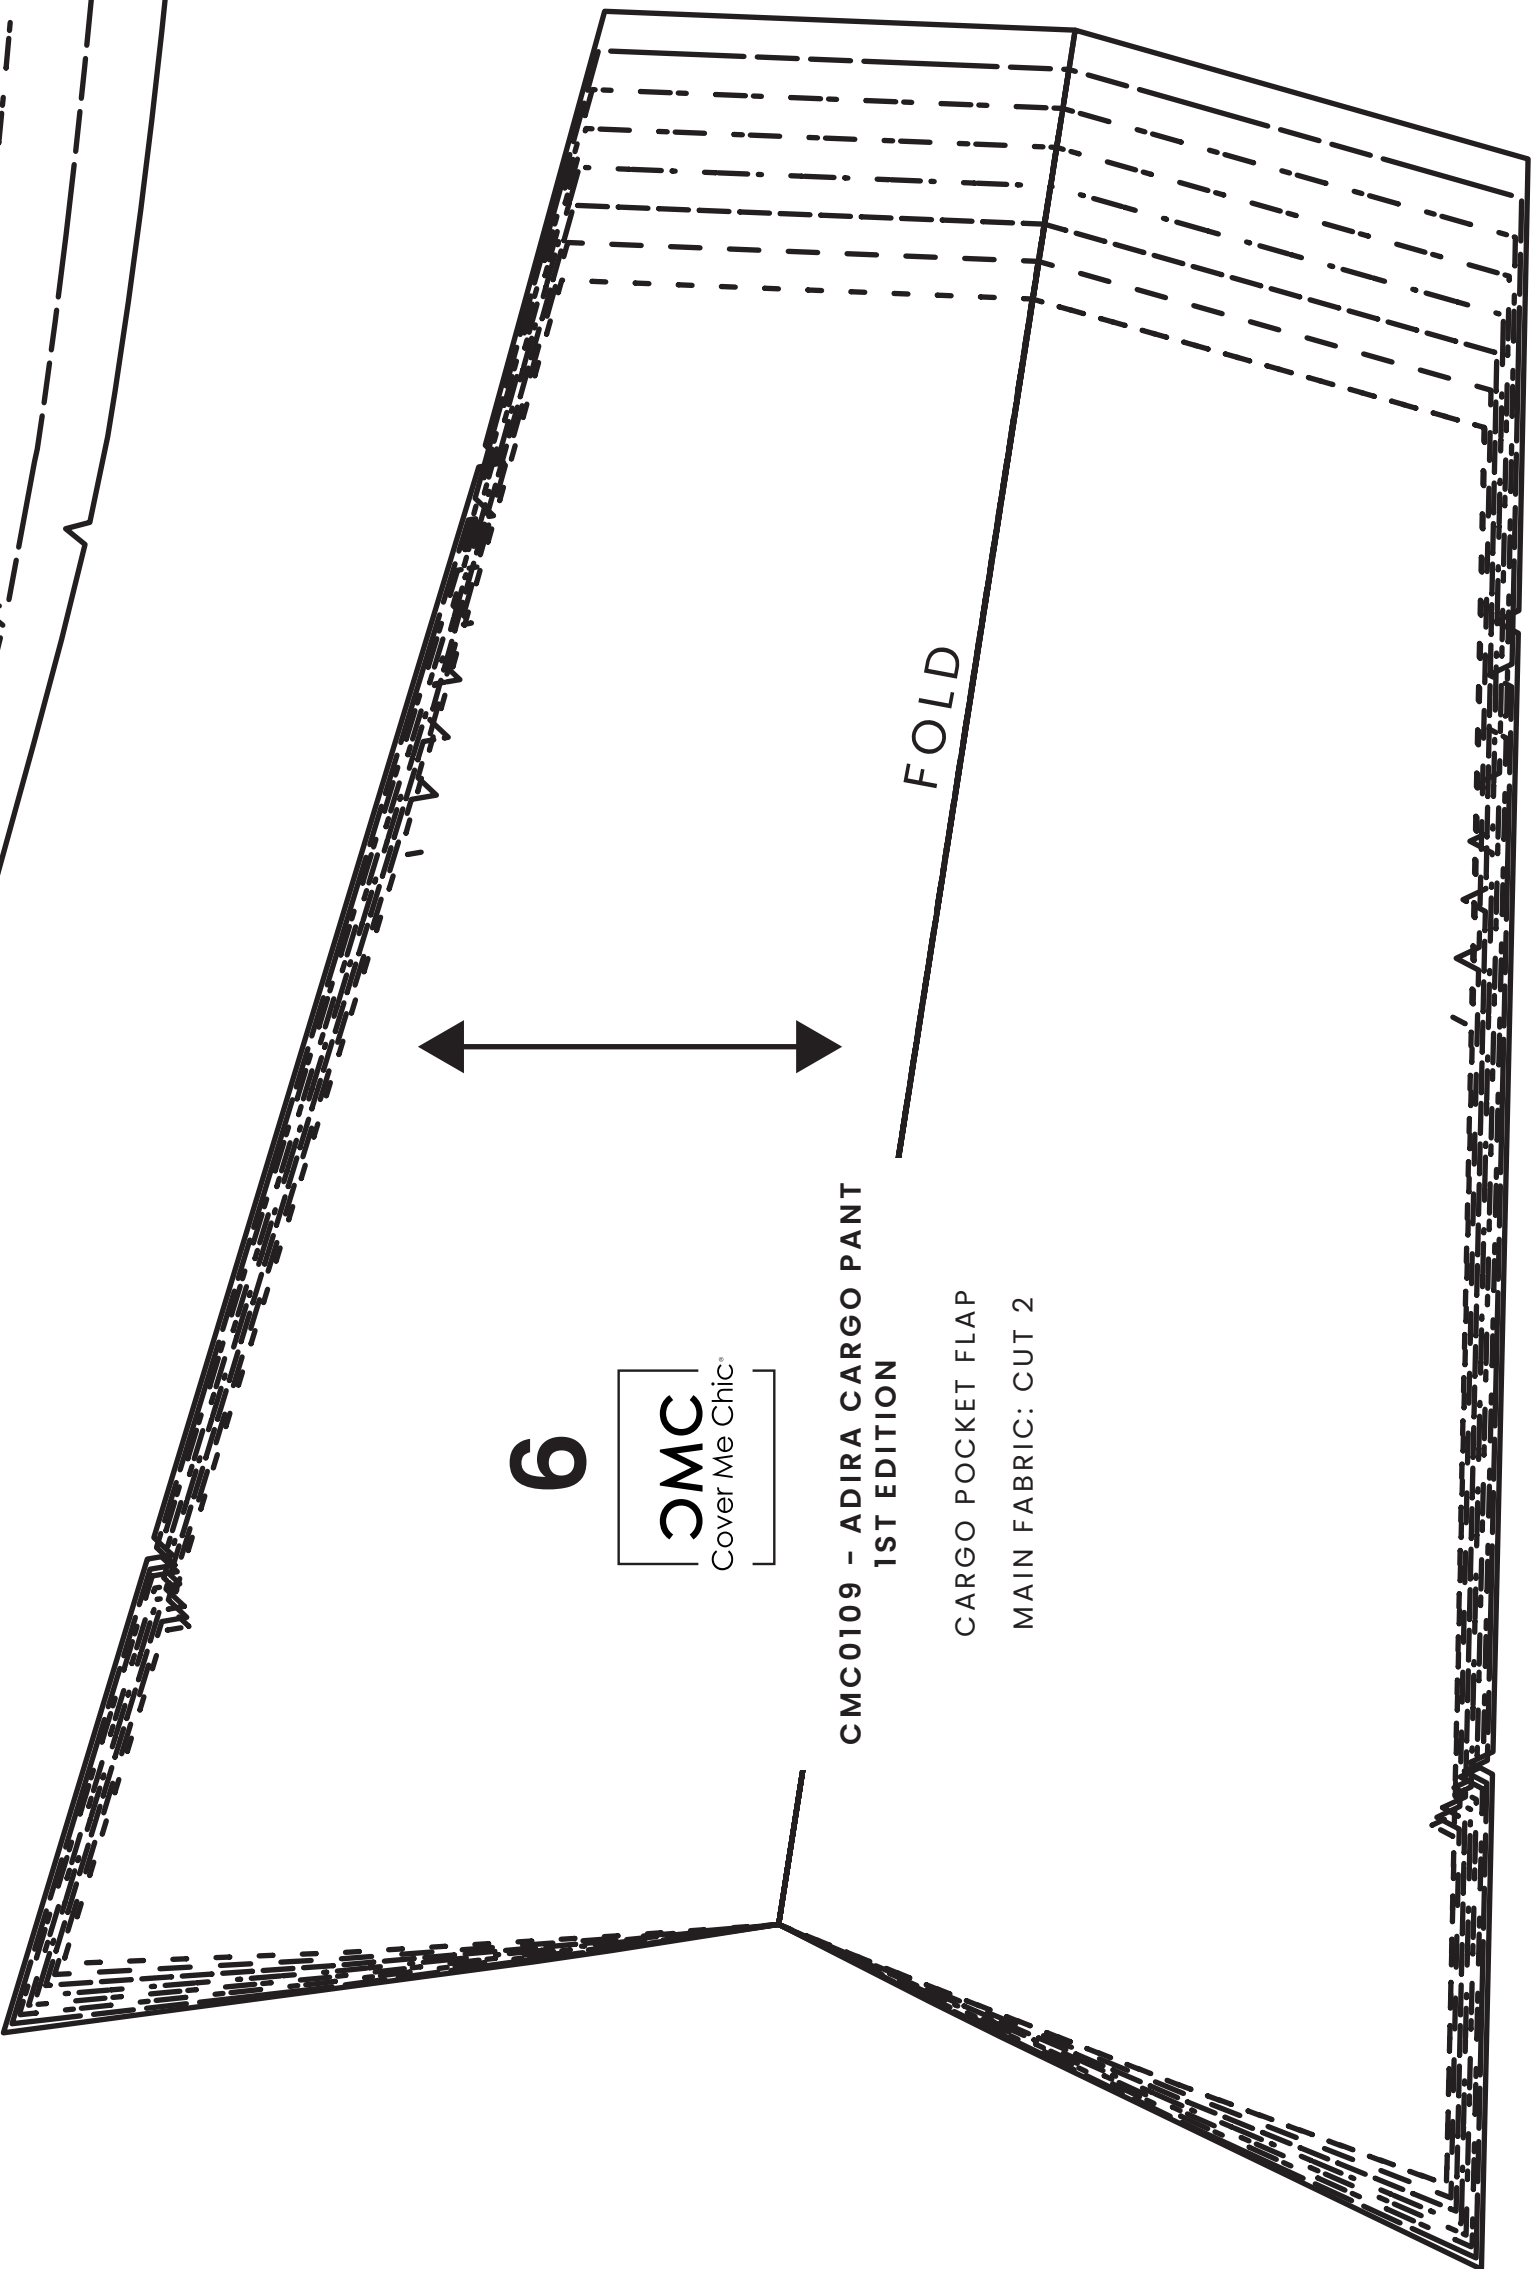 FOLD
6
CMC
Cover Me Chic®
CMC0109 - ADIRA CARGO PANT
1ST EDITION
CARGO POCKET FLAP
MAIN FABRIC: CUT 2